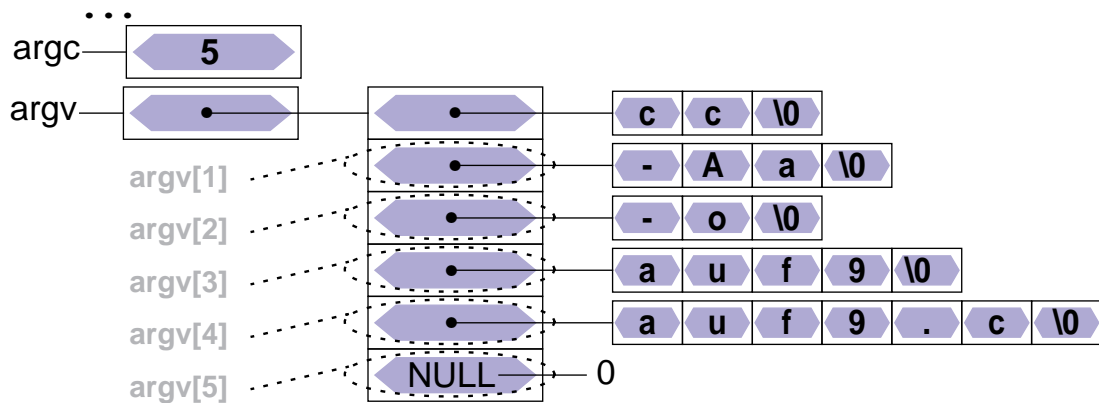 ...
argc 5
argv c c \0
argv[1] - A a \0
argv[2] - o \0
argv[3] a u f 9 \0
argv[4] a u f 9 . c \0
argv[5] NULL 0